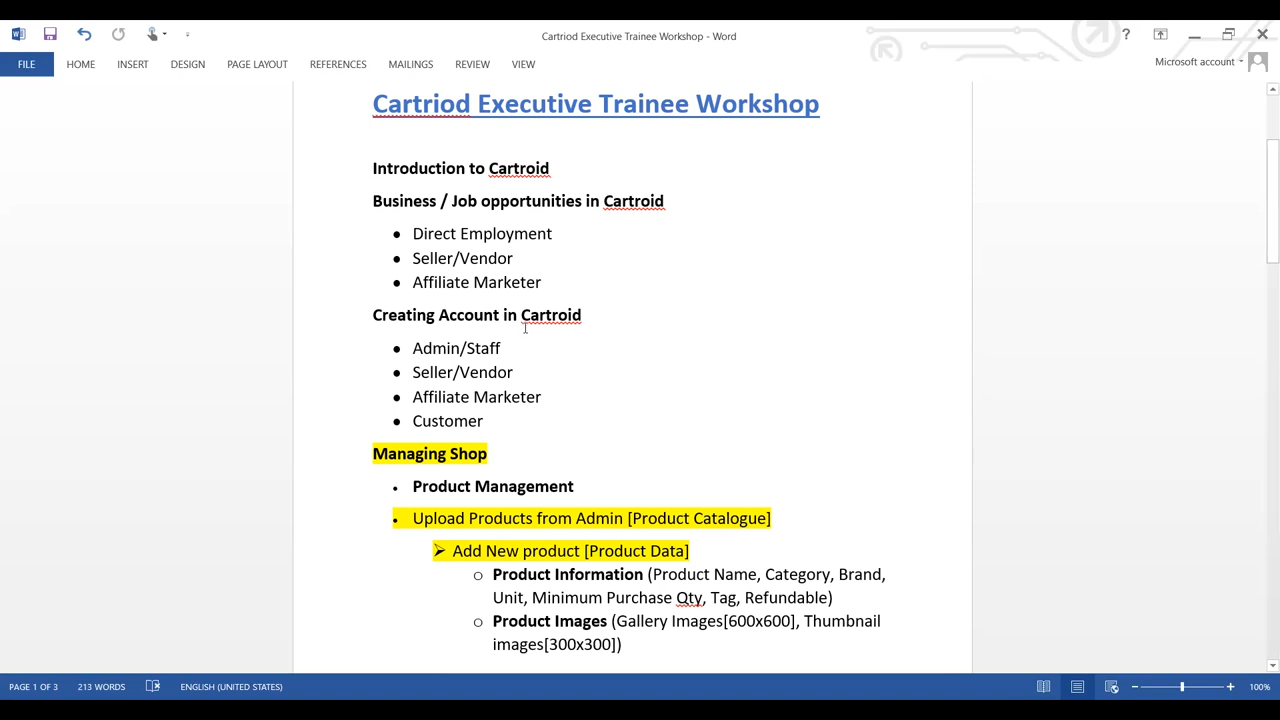 Cartriod Executive Trainee Workshop - Word
?
FILE HOME INSERT DESIGN PAGE LAYOUT REFERENCES MAILINGS REVIEW VIEW
Microsoft account
Cartriod Executive Trainee Workshop
Introduction to Cartroid
Business / Job opportunities in Cartroid
● Direct Employment
● Seller/Vendor
● Affiliate Marketer
Creating Account in Cartroid
● Admin/Staff
● Seller/Vendor
● Affiliate Marketer
● Customer
Managing Shop
• Product Management
• Upload Products from Admin [Product Catalogue]
➢ Add New product [Product Data]
o Product Information (Product Name, Category, Brand,
Unit, Minimum Purchase Qty, Tag, Refundable)
o Product Images (Gallery Images[600x600], Thumbnail
images[300x300])
PAGE 1 OF 3 213 WORDS ENGLISH (UNITED STATES) 100%